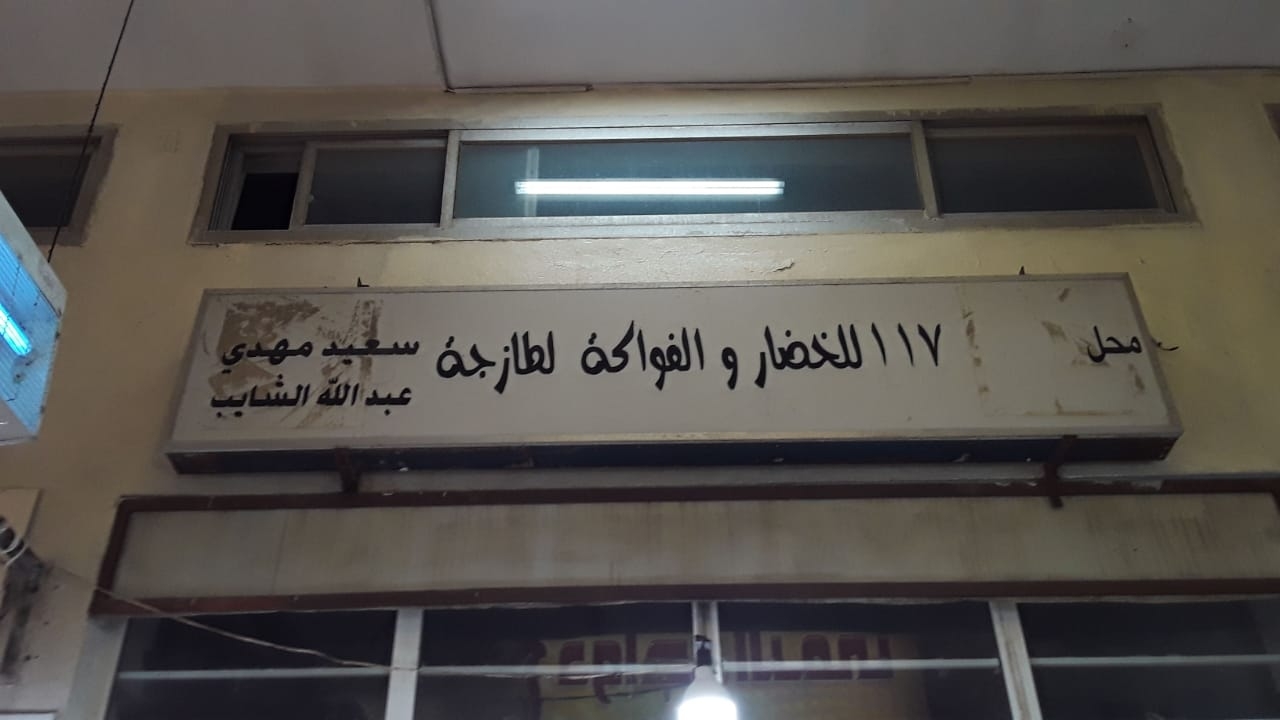 محل ١١٧ للخضار و الفواكة لطازجة
سعيد مهدي
عبد الله الشايب